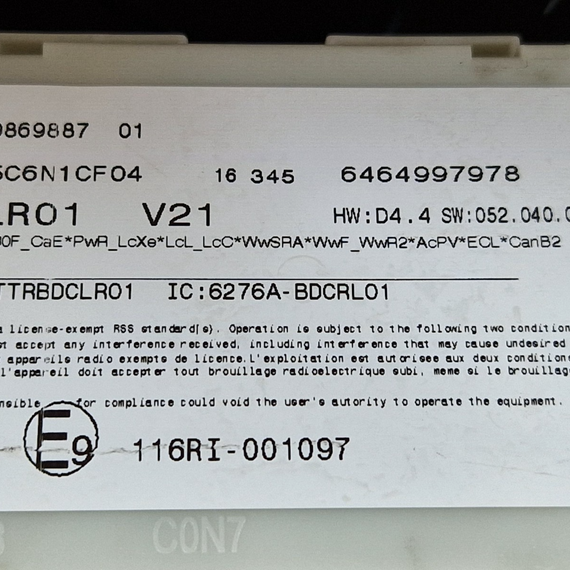 9869887 01
5C6N1CF04 16 345 6464997978
LR01 V21 HW:D4.4 SW:052.040.0
00F_CaE*PwR_LcXe*LcL_LcC*WwSRA*WwF_WwR2*AcPV*ECL*CanB2
TTRBDCLR01 IC:6276A-BDCRL01
license-exempt RSS standard(s). Operation is subject to the following two condition
accept any interference received, including interference that may cause undesired
appareils radio exempts de licence.L'exploitation est autorisee aux deux condition
l'appareil doit accepter tout brouillage radioelectrique subi, meme si le brouillag
nsible for compliance could void the user's authority to operate the equipment.
E9 116RI-001097
CON7